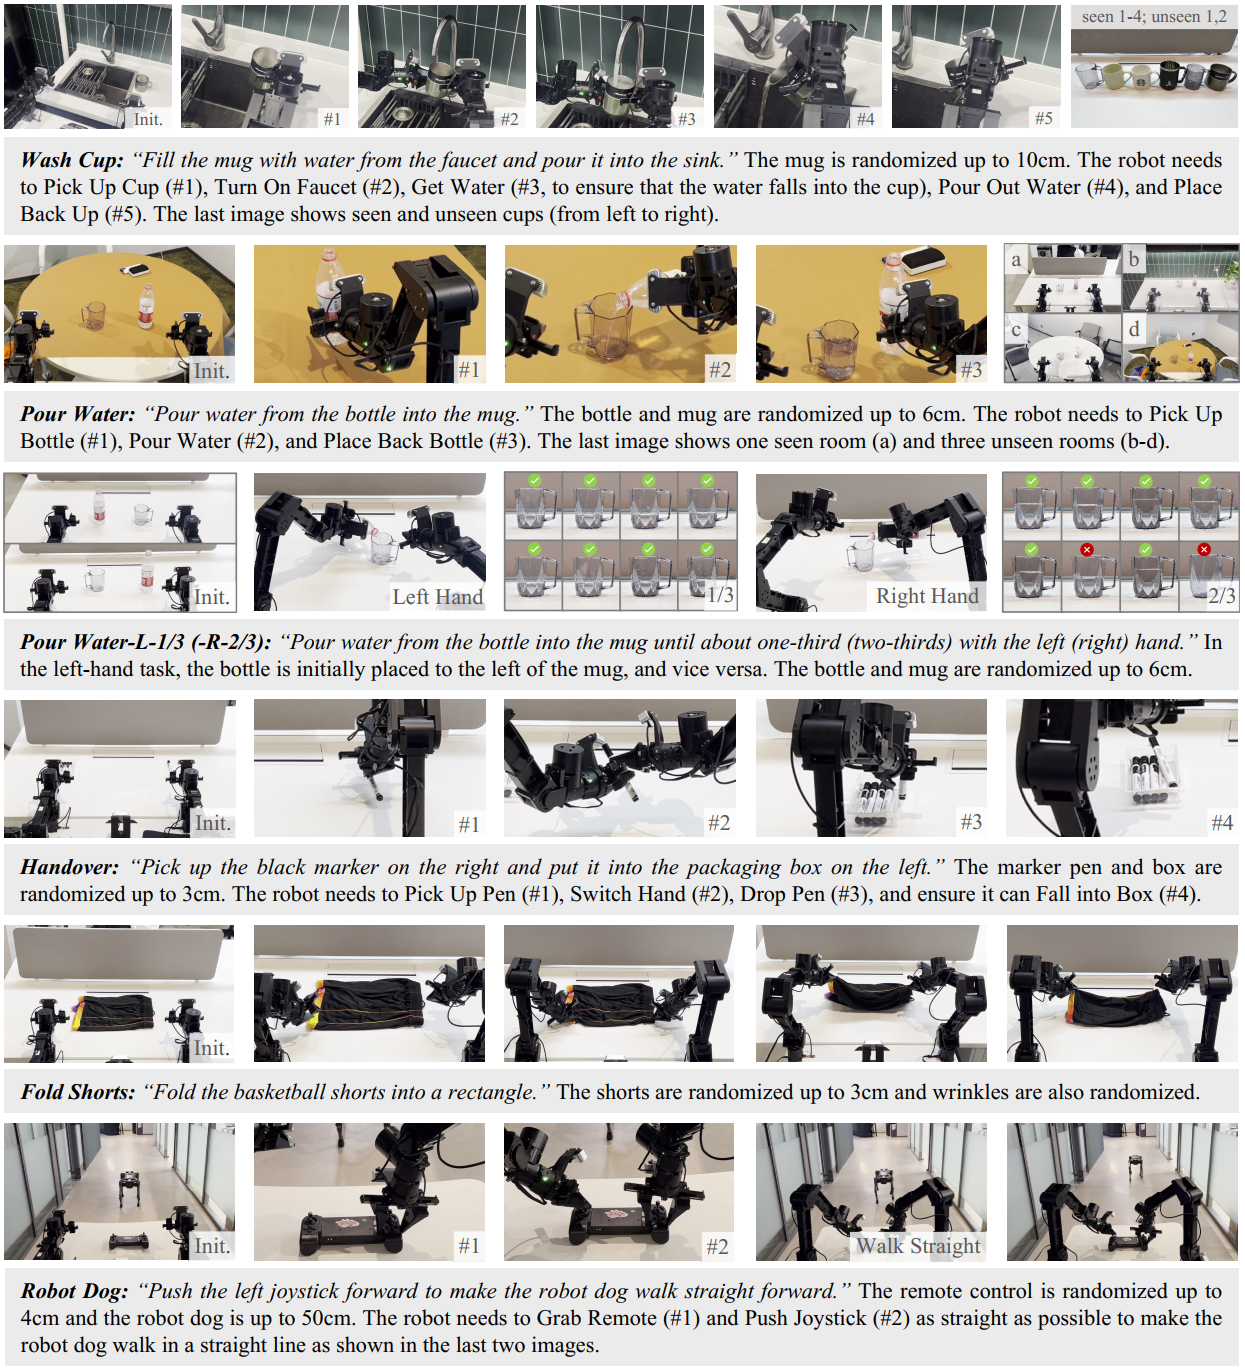 Init.
#1
#2
#3
#4
#5
seen 1-4; unseen 1,2
Wash Cup: “Fill the mug with water from the faucet and pour it into the sink.” The mug is randomized up to 10cm. The robot needs
to Pick Up Cup (#1), Turn On Faucet (#2), Get Water (#3, to ensure that the water falls into the cup), Pour Out Water (#4), and Place
Back Up (#5). The last image shows seen and unseen cups (from left to right).
Init.
#1
#2
#3
a
b
c
d
Pour Water: “Pour water from the bottle into the mug.” The bottle and mug are randomized up to 6cm. The robot needs to Pick Up
Bottle (#1), Pour Water (#2), and Place Back Bottle (#3). The last image shows one seen room (a) and three unseen rooms (b-d).
Init.
Left Hand
1/3
Right Hand
2/3
Pour Water-L-1/3 (-R-2/3): “Pour water from the bottle into the mug until about one-third (two-thirds) with the left (right) hand.” In
the left-hand task, the bottle is initially placed to the left of the mug, and vice versa. The bottle and mug are randomized up to 6cm.
Init.
#1
#2
#3
#4
Handover: “Pick up the black marker on the right and put it into the packaging box on the left.” The marker pen and box are
randomized up to 3cm. The robot needs to Pick Up Pen (#1), Switch Hand (#2), Drop Pen (#3), and ensure it can Fall into Box (#4).
Init.
Fold Shorts: “Fold the basketball shorts into a rectangle.” The shorts are randomized up to 3cm and wrinkles are also randomized.
Init.
#1
#2
Walk Straight
Robot Dog: “Push the left joystick forward to make the robot dog walk straight forward.” The remote control is randomized up to
4cm and the robot dog is up to 50cm. The robot needs to Grab Remote (#1) and Push Joystick (#2) as straight as possible to make the
robot dog walk in a straight line as shown in the last two images.